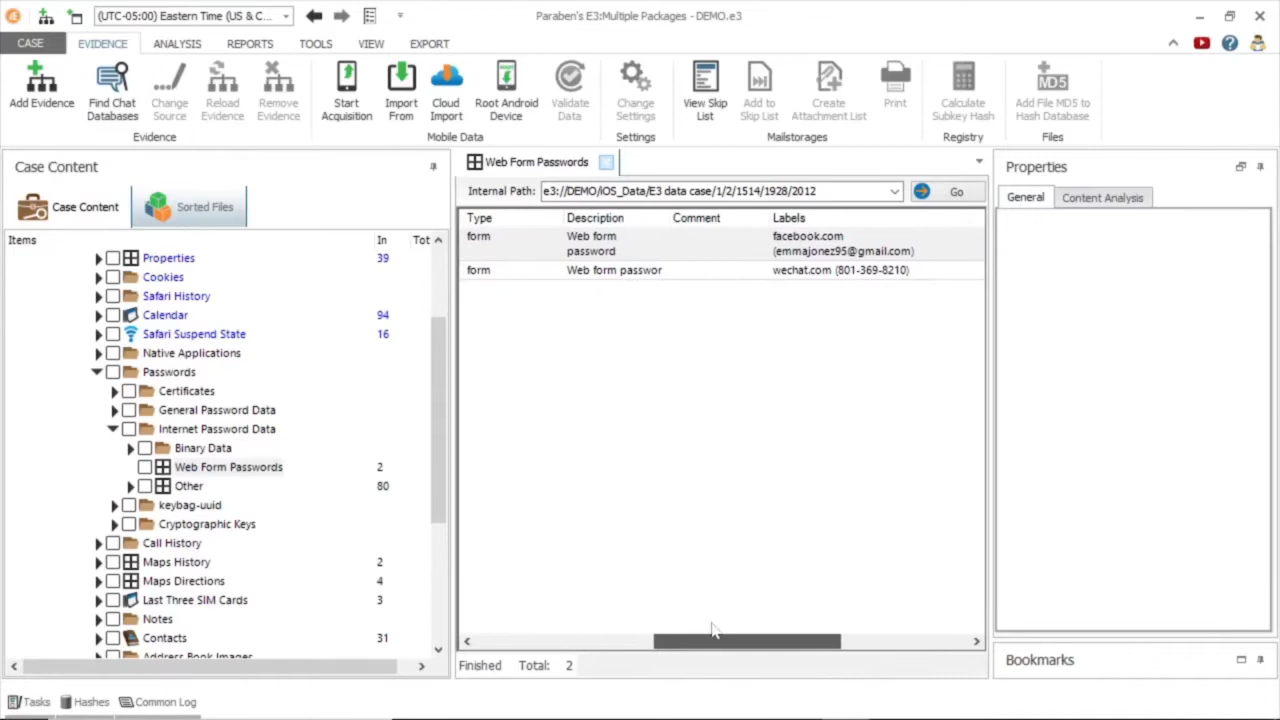 (UTC-05:00) Eastern Time (US & C...
Paraben's E3:Multiple Packages - DEMO.e3
CASE
EVIDENCE
ANALYSIS
REPORTS
TOOLS
VIEW
EXPORT
Add Evidence
Find Chat
Databases
Change
Source
Reload
Evidence
Remove
Evidence
Evidence
Start
Acquisition
Import
From
Cloud
Import
Root Android
Device
Validate
Data
Mobile Data
Change
Settings
Settings
View Skip
List
Add to
Skip List
Create
Attachment List
Print
Mailstorages
Calculate
Subkey Hash
Registry
MD5
Add File MD5 to
Hash Database
Files
Case Content
Case Content
Sorted Files
Items In Tot
Properties 39
Cookies
Safari History
Calendar 94
Safari Suspend State 16
Native Applications
Passwords
Certificates
General Password Data
Internet Password Data
Binary Data
Web Form Passwords 2
Other 80
keybag-uuid
Cryptographic Keys
Call History
Maps History 2
Maps Directions 4
Last Three SIM Cards 3
Notes
Contacts 31
Address Book Images
Web Form Passwords
Internal Path: e3://DEMO/iOS_Data/E3 data case/1/2/1514/1928/2012 Go
Type Description Comment Labels
form Web form facebook.com
password (emmajonez95@gmail.com)
form Web form passwor wechat.com (801-369-8210)
Finished Total: 2
Properties
General
Content Analysis
Bookmarks
Tasks
Hashes
Common Log